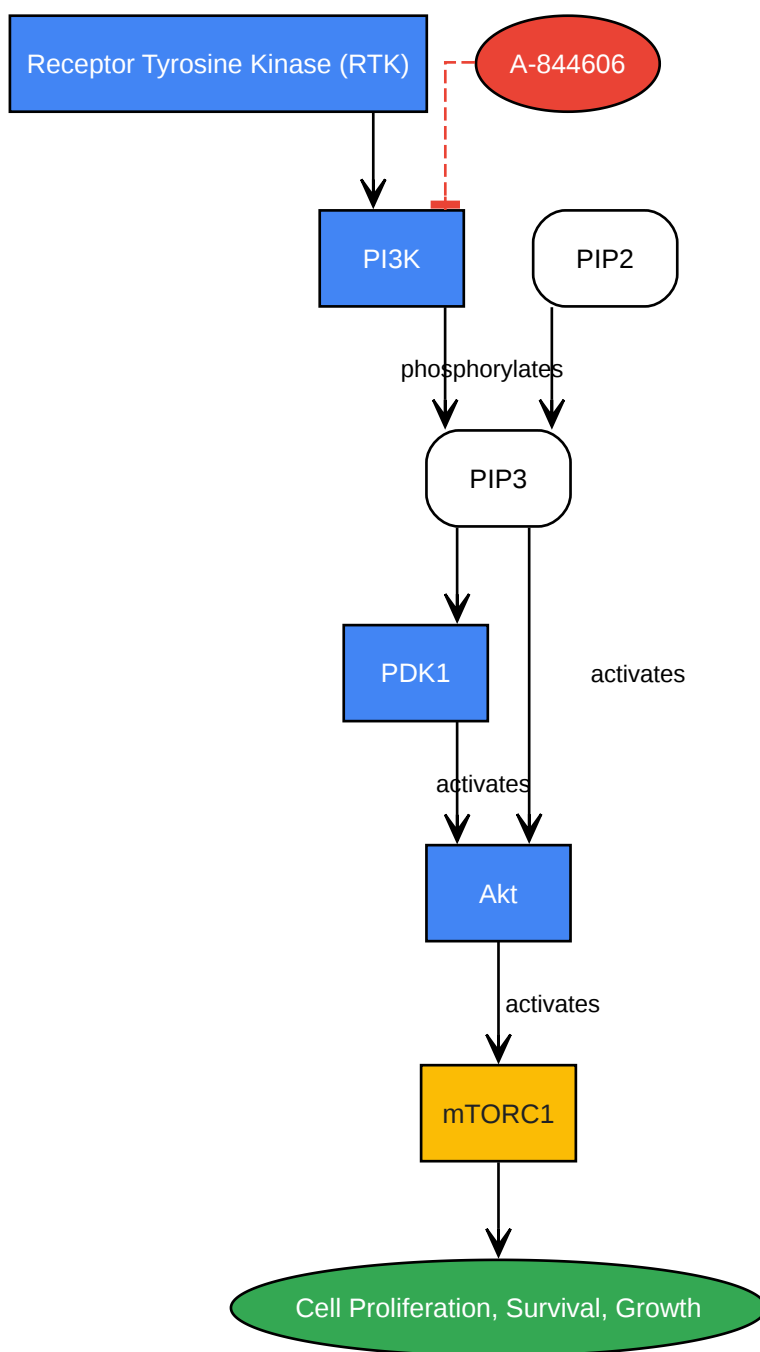 Receptor Tyrosine Kinase (RTK)
A-844606
PI3K
PIP2
phosphorylates
PIP3
PDK1
activates
activates
Akt
activates
mTORC1
Cell Proliferation, Survival, Growth